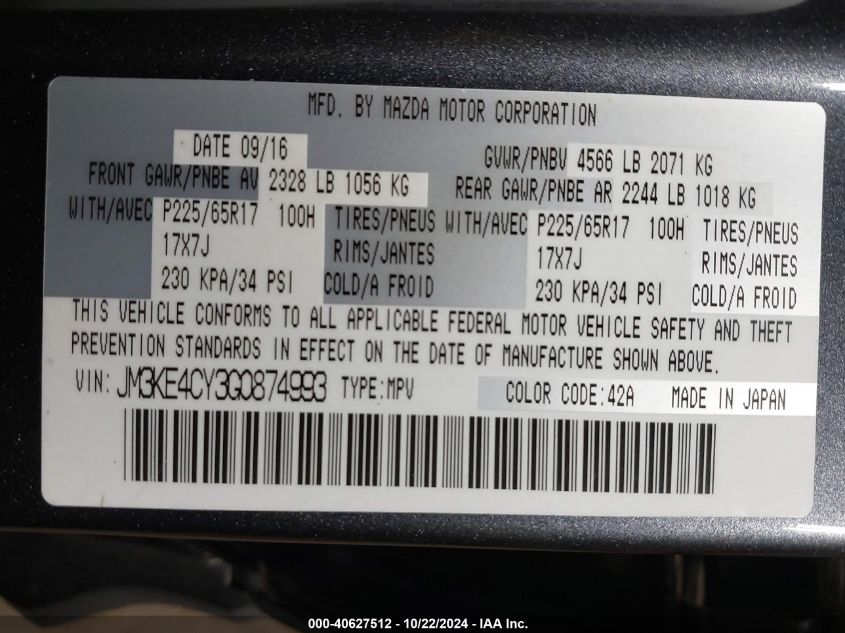 MFD. BY MAZDA MOTOR CORPORATION
DATE 09/16 GVWR/PNBV 4566 LB 2071 KG
FRONT GAWR/PNBE AV 2328 LB 1056 KG REAR GAWR/PNBE AR 2244 LB 1018 KG
WITH/AVEC P225/65R17 100H TIRES/PNEUS WITH/AVEC P225/65R17 100H TIRES/PNEUS
17X7J RIMS/JANTES 17X7J RIMS/JANTES
230 KPA/34 PSI COLD/A FROID 230 KPA/34 PSI COLD/A FROID
THIS VEHICLE CONFORMS TO ALL APPLICABLE FEDERAL MOTOR VEHICLE SAFETY AND THEFT
PREVENTION STANDARDS IN EFFECT ON THE DATE OF MANUFACTURE SHOWN ABOVE.
VIN: JM3KE4CY3G0874993 TYPE:MPV COLOR CODE:42A MADE IN JAPAN
000-40627512 - 10/22/2024 - IAA Inc.